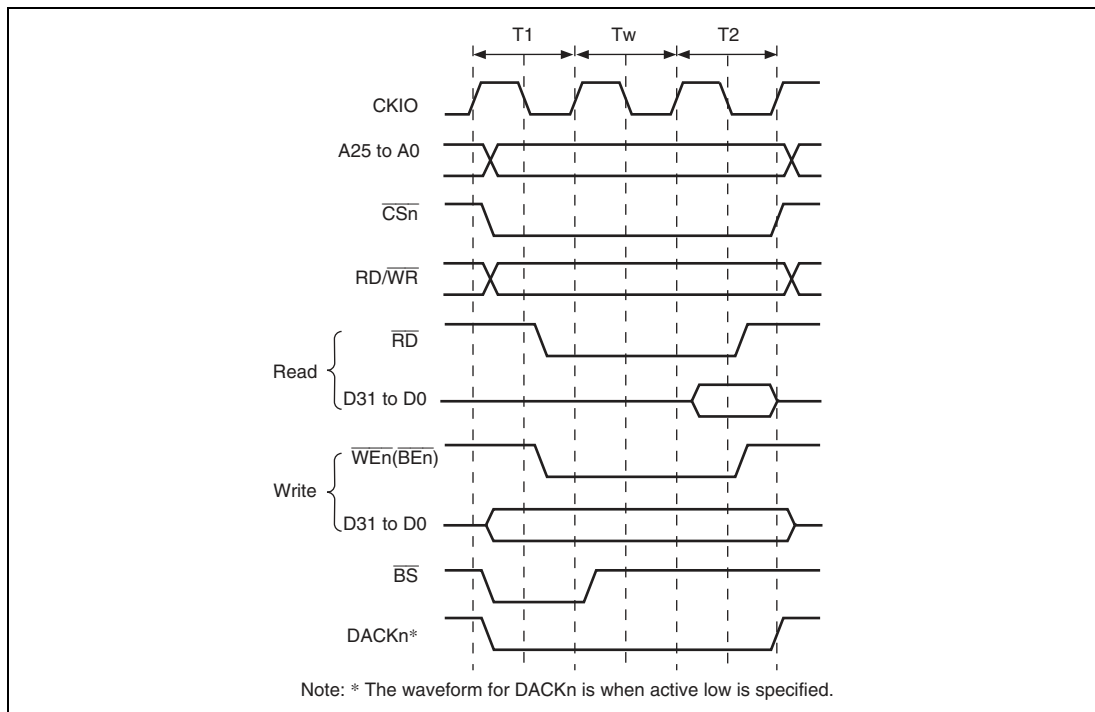 T1 Tw T2
CKIO
A25 to A0
CSn
RD/WR
RD
Read
D31 to D0
WEn(BEn)
Write
D31 to D0
BS
DACKn*
Note: * The waveform for DACKn is when active low is specified.